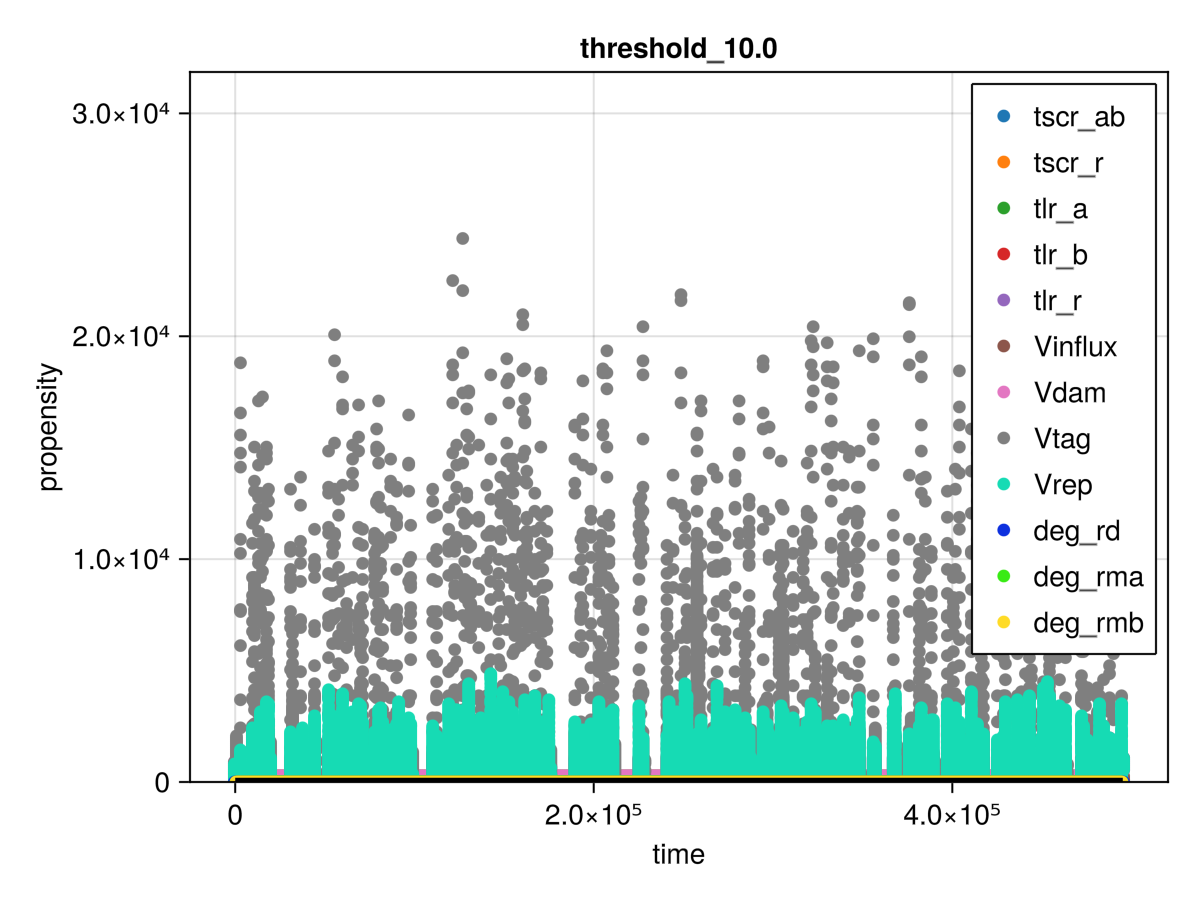 threshold_10.0
3.0×10⁴
2.0×10⁴
1.0×10⁴
0
propensity
0
2.0×10⁵
4.0×10⁵
time
tscr_ab
tscr_r
tlr_a
tlr_b
tlr_r
Vinflux
Vdam
Vtag
Vrep
deg_rd
deg_rma
deg_rmb